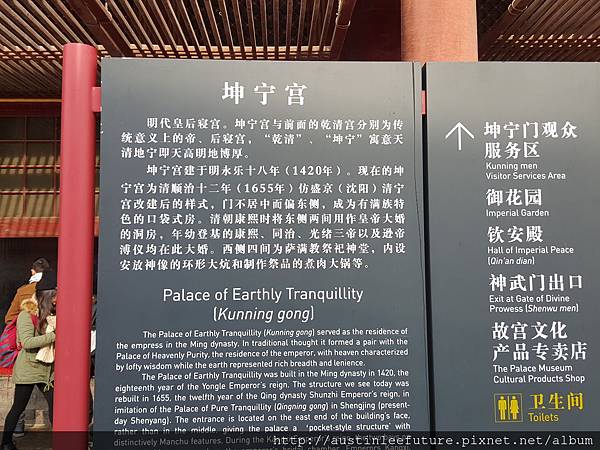 坤宁宫
明代皇后寝宫。坤宁宫与前面的乾清宫分别为传
统意义上的帝、后寝宫，“乾清”、“坤宁”寓意天
清地宁即天高明地博厚。
坤宁宫建于明永乐十八年（1420年）。现在的坤
宁宫为清顺治十二年（1655年）仿盛京（沈阳）清宁
宫改建后的样式，门不居中而偏东侧，成为有满族特
色的口袋式房。清朝康熙时将东侧两间用作皇帝大婚
的洞房，年幼登基的康熙、同治、光绪三帝以及逊帝
溥仪均在此大婚。西侧四间为萨满教祭祀神堂，内设
安放神像的环形大炕和制作祭品的煮肉大锅等。
Palace of Earthly Tranquillity
(Kunning gong)
The Palace of Earthly Tranquillity (Kunning gong) served as the residence of
the empress in the Ming dynasty. In traditional thought it formed a pair with the
Palace of Heavenly Purity, the residence of the emperor, with heaven characterized
by lofty wisdom while the earth represented rich breadth and lenience.
The Palace of Earthly Tranquillity was built in the Ming dynasty in 1420, the
eighteenth year of the Yongle Emperor's reign. The structure we see today was
rebuilt in 1655, the twelfth year of the Qing dynasty Shunzhi Emperor's reign, in
imitation of the Palace of Pure Tranquillity (Qingning gong) in Shengjing (present-
day Shenyang). The entrance is located on the east end of the building's face,
rather than in the middle, giving the palace a 'pocket-style structure' with
distinctively Manchu features. During the
坤宁门观众
服务区
Kunning men
Visitor Services Area
御花园
Imperial Garden
钦安殿
Hall of Imperial Peace
(Qin'an dian)
神武门出口
Exit at Gate of Divine
Prowess (Shenwu men)
故宫文化
产品专卖店
The Palace Museum
Cultural Products Shop
卫生间
Toilets
http://austinfreefuture.pixnet.net/album